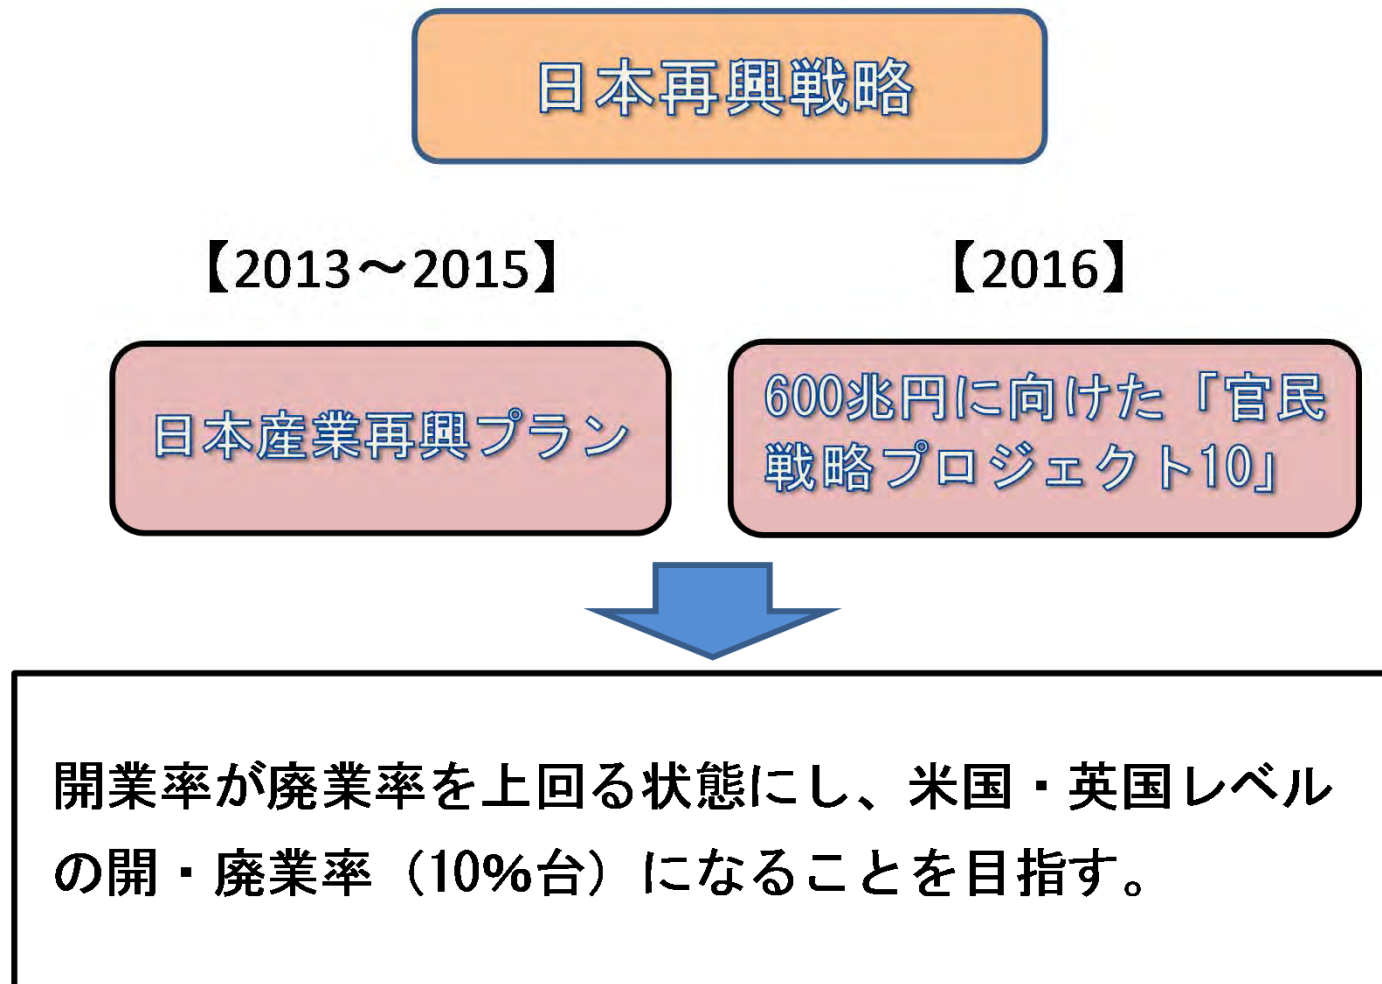 日本再興戦略
【2013～2015】
【2016】
日本産業再興プラン
600兆円に向けた「官民
戦略プロジェクト10」
開業率が廃業率を上回る状態にし、米国・英国レベル
の開・廃業率（10%台）になることを目指す。